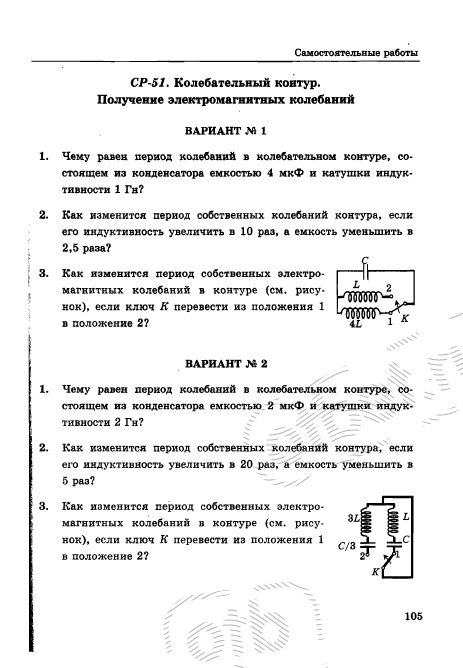 Самостоятельные работы
СР-51. Колебательный контур.
Получение электромагнитных колебаний
ВАРИАНТ № 1
1. Чему равен период колебаний в колебательном контуре, со-
стоящем из конденсатора емкостью 4 мкФ и катушки индук-
тивности 1 Гн?
2. Как изменится период собственных колебаний контура, если
его индуктивность увеличить в 10 раз, а емкость уменьшить в
2,5 раза?
3. Как изменится период собственных электро-
магнитных колебаний в контуре (см. рису-
нок), если ключ K перевести из положения 1
в положение 2?
C
L 2
4L 1 K
ВАРИАНТ № 2
1. Чему равен период колебаний в колебательном контуре, со-
стоящем из конденсатора емкостью 2 мкФ и катушки индук-
тивности 2 Гн?
2. Как изменится период собственных колебаний контура, если
его индуктивность увеличить в 20 раз, а емкость уменьшить в
5 раз?
3. Как изменится период собственных электро-
магнитных колебаний в контуре (см. рису-
нок), если ключ K перевести из положения 1
в положение 2?
3L L
C/3 C
2 1
K
105